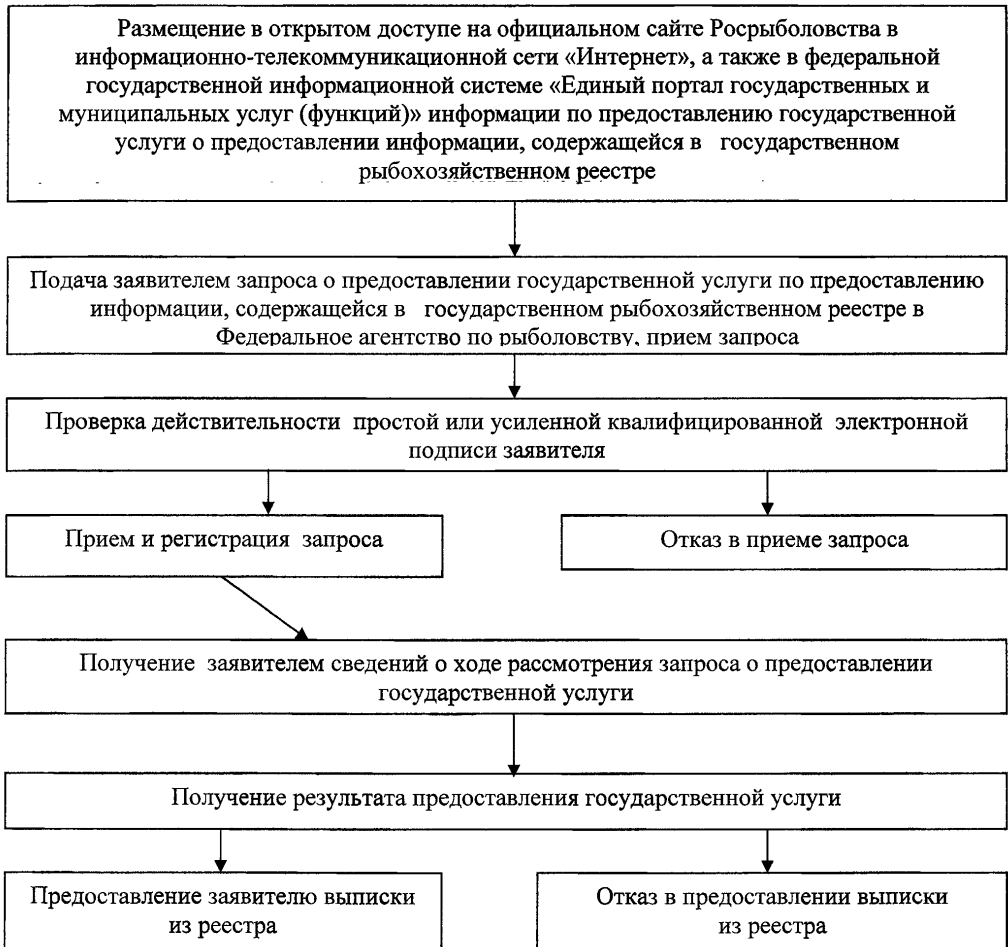 Размещение в открытом доступе на официальном сайте Росрыболовства в
информационно-телекоммуникационной сети «Интернет», а также в федеральной
государственной информационной системе «Единый портал государственных и
муниципальных услуг (функций)» информации по предоставлению государственной
услуги о предоставлении информации, содержащейся в государственном
рыбохозяйственном реестре
Подача заявителем запроса о предоставлении государственной услуги по предоставлению
информации, содержащейся в государственном рыбохозяйственном реестре в
Федеральное агентство по рыболовству, прием запроса
Проверка действительности простой или усиленной квалифицированной электронной
подписи заявителя
Прием и регистрация запроса
Отказ в приеме запроса
Получение заявителем сведений о ходе рассмотрения запроса о предоставлении
государственной услуги
Получение результата предоставления государственной услуги
Предоставление заявителю выписки
из реестра
Отказ в предоставлении выписки
из реестра